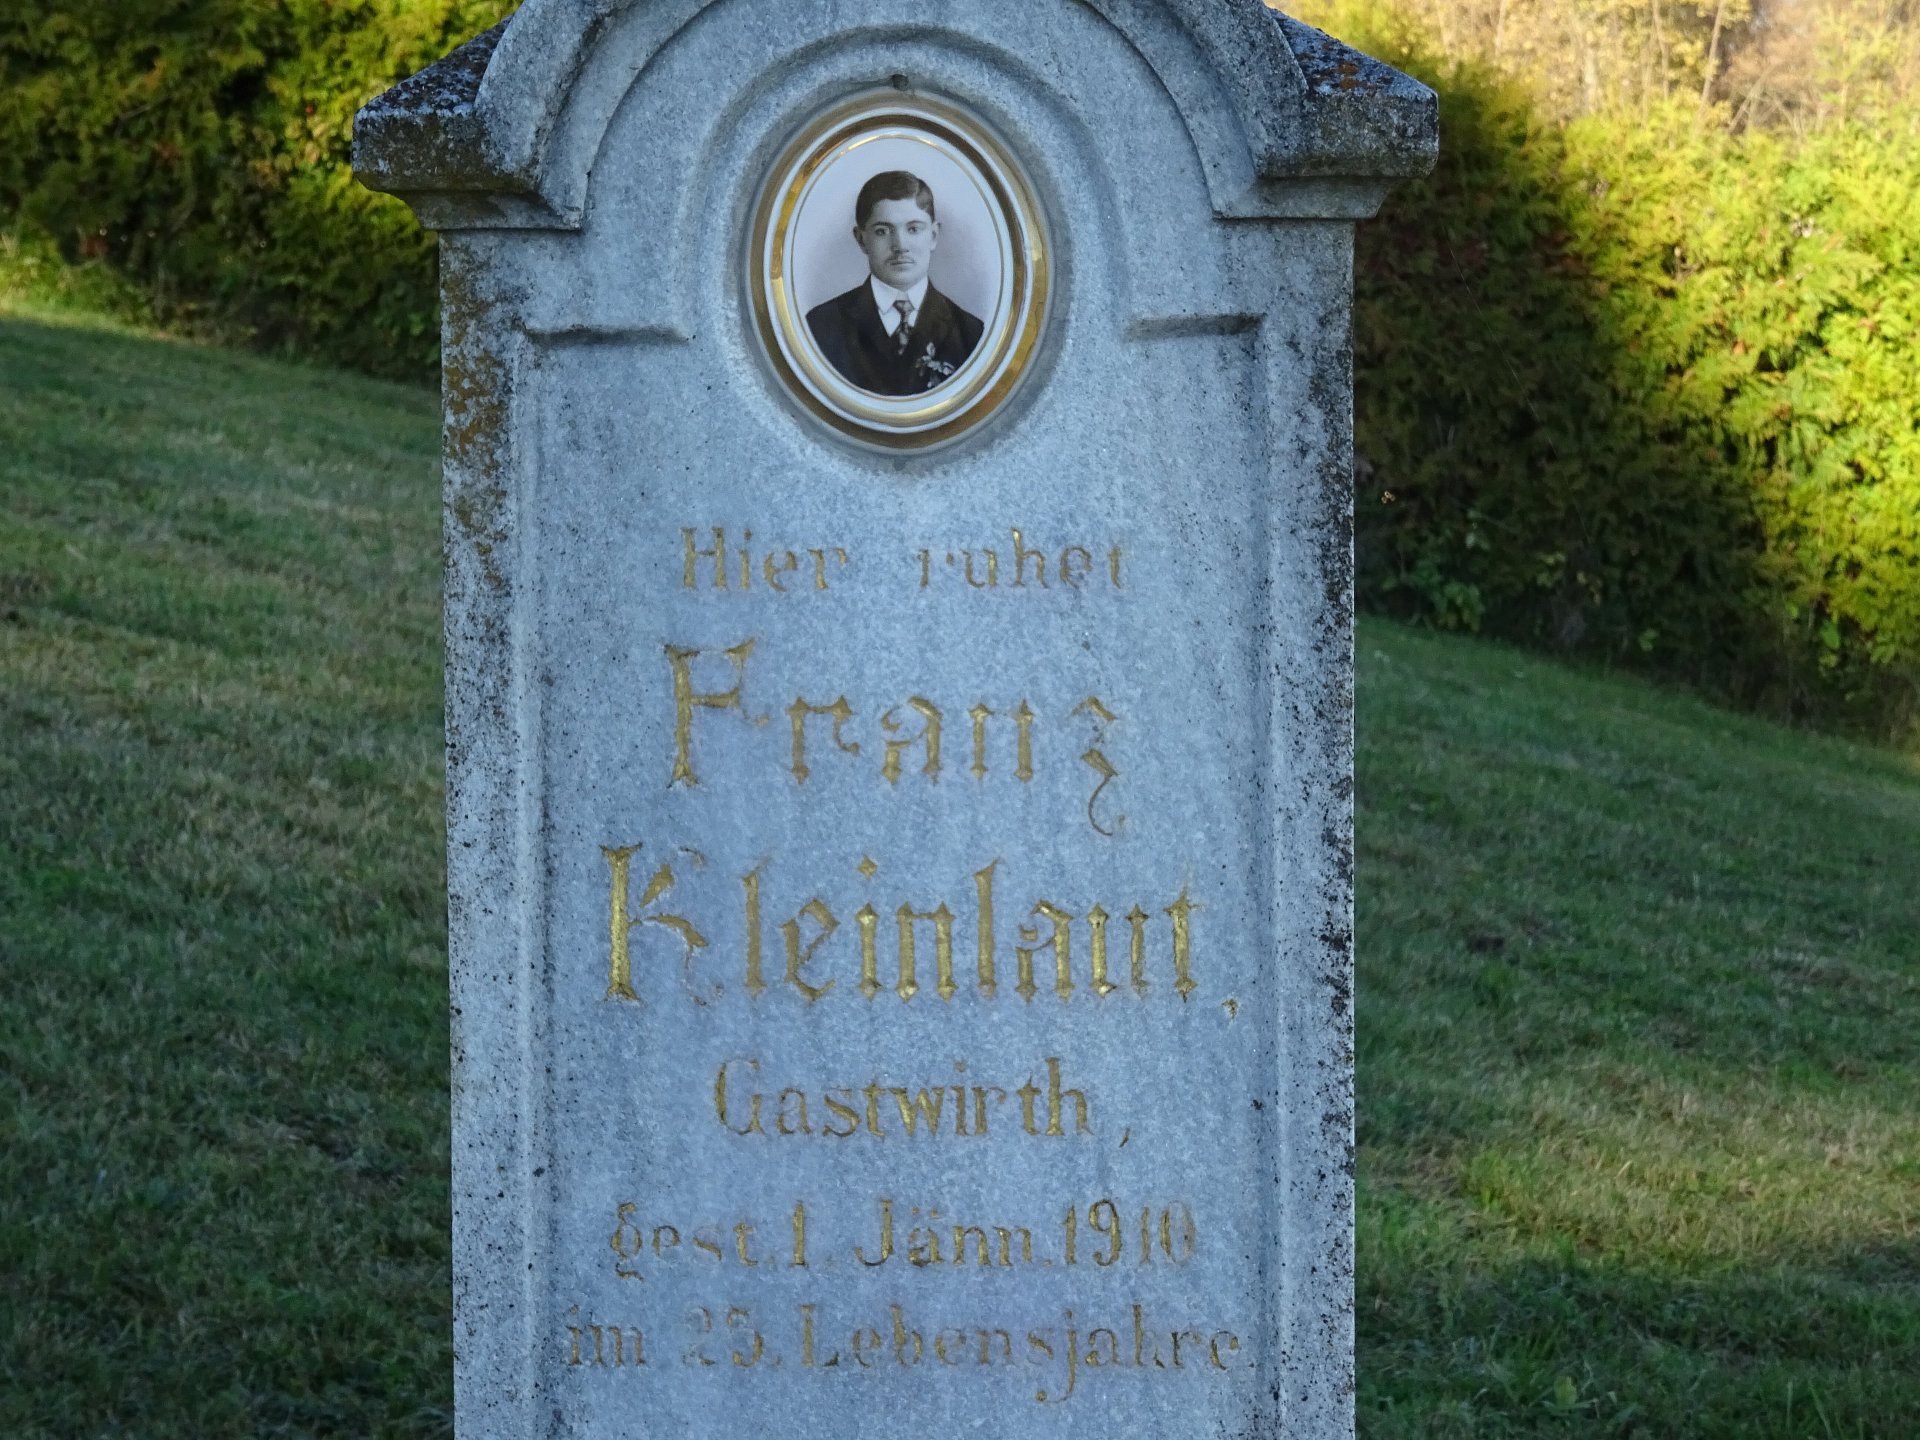 Hier ruhet
Franz
Kleinlaut,
Gastwirth,
gest. 1. Jänn. 1910
im 25. Lebensjahre.